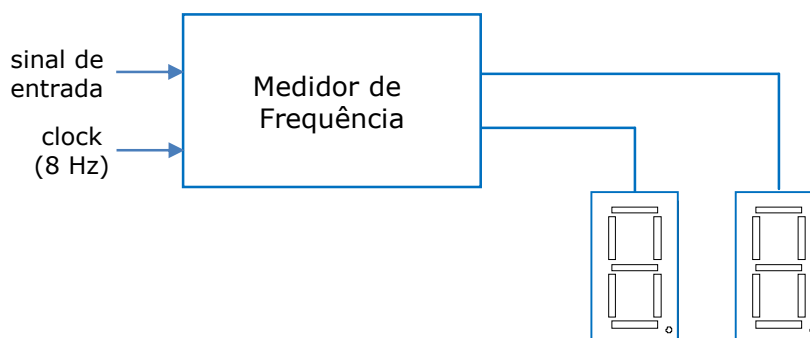 sinal de
entrada
clock
(8 Hz)
Medidor de
Frequência